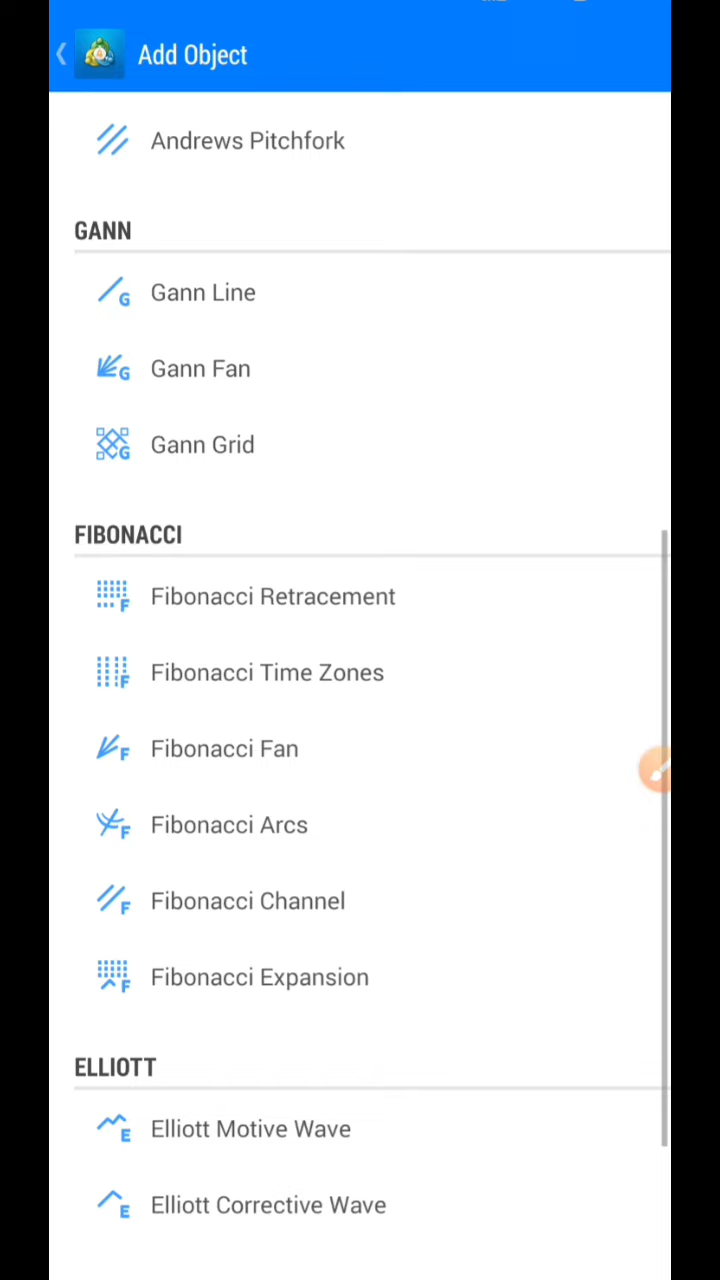 Add Object
Andrews Pitchfork
GANN
Gann Line
Gann Fan
Gann Grid
FIBONACCI
Fibonacci Retracement
Fibonacci Time Zones
Fibonacci Fan
Fibonacci Arcs
Fibonacci Channel
Fibonacci Expansion
ELLIOTT
Elliott Motive Wave
Elliott Corrective Wave